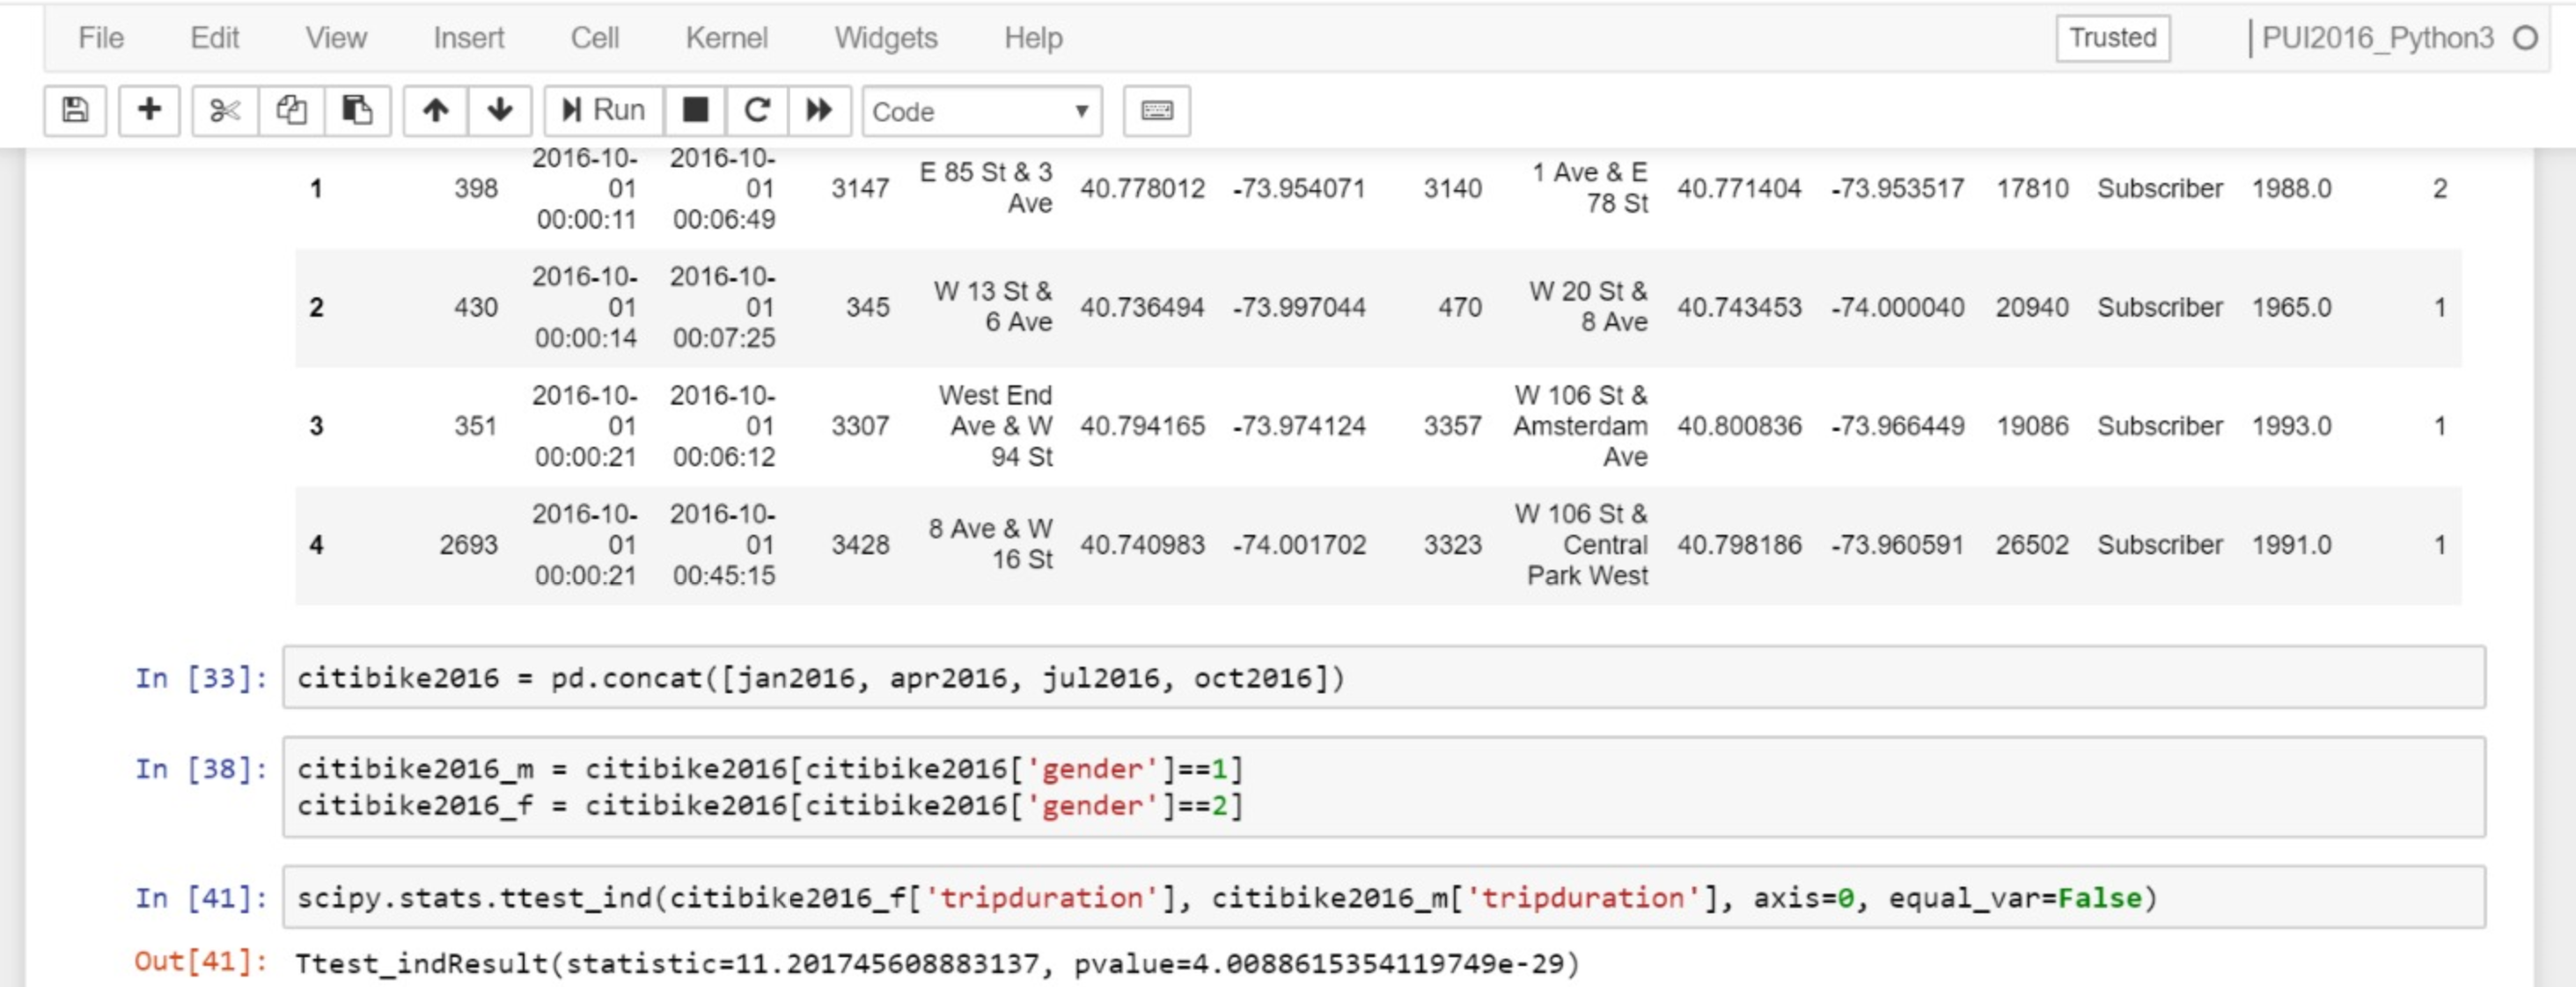 File Edit View Insert Cell Kernel Widgets Help Trusted PUI2016_Python3
Run Code
2016-10- 2016-10-
1 398 01 01 3147 E 85 St & 3 Ave 40.778012 -73.954071 3140 1 Ave & E 78 St 40.771404 -73.953517 17810 Subscriber 1988.0 2
00:00:11 00:06:49
2016-10- 2016-10-
2 430 01 01 345 W 13 St & 6 Ave 40.736494 -73.997044 470 W 20 St & 8 Ave 40.743453 -74.000040 20940 Subscriber 1965.0 1
00:00:14 00:07:25
2016-10- 2016-10- West End W 106 St &
3 351 01 01 3307 Ave & W 40.794165 -73.974124 3357 Amsterdam 40.800836 -73.966449 19086 Subscriber 1993.0 1
00:00:21 00:06:12 94 St Ave
2016-10- 2016-10- W 106 St &
4 2693 01 01 3428 8 Ave & W 16 St 40.740983 -74.001702 3323 Central 40.798186 -73.960591 26502 Subscriber 1991.0 1
00:00:21 00:45:15 Park West
In [33]: citibike2016 = pd.concat([jan2016, apr2016, jul2016, oct2016])
In [38]: citibike2016_m = citibike2016[citibike2016['gender']==1]
citibike2016_f = citibike2016[citibike2016['gender']==2]
In [41]: scipy.stats.ttest_ind(citibike2016_f['tripduration'], citibike2016_m['tripduration'], axis=0, equal_var=False)
Out[41]: Ttest_indResult(statistic=11.201745608883137, pvalue=4.0088615354119749e-29)